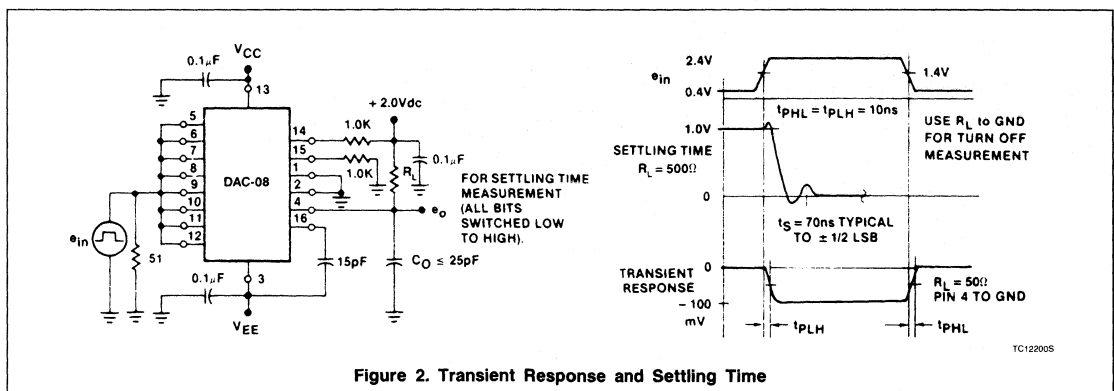 VCC
0.1μF
13
+ 2.0Vdc
5
6
7
8
9
10
11
12
DAC-08
14
15
1
2
4
16
1.0K
1.0K
RL
0.1μF
FOR SETTLING TIME
MEASUREMENT
(ALL BITS
SWITCHED LOW
TO HIGH).
eo
ein
51
0.1μF
3
15pF
CO ≤ 25pF
VEE
2.4V
ein
0.4V
1.4V
tPHL = tPLH = 10ns
USE RL to GND
FOR TURN OFF
MEASUREMENT
1.0V
SETTLING TIME
RL = 500Ω
0
tS = 70ns TYPICAL
TO ± 1/2 LSB
0
TRANSIENT
RESPONSE
RL = 50Ω
PIN 4 TO GND
- 100
mV
tPLH
tPHL
TC12200S
Figure 2. Transient Response and Settling Time